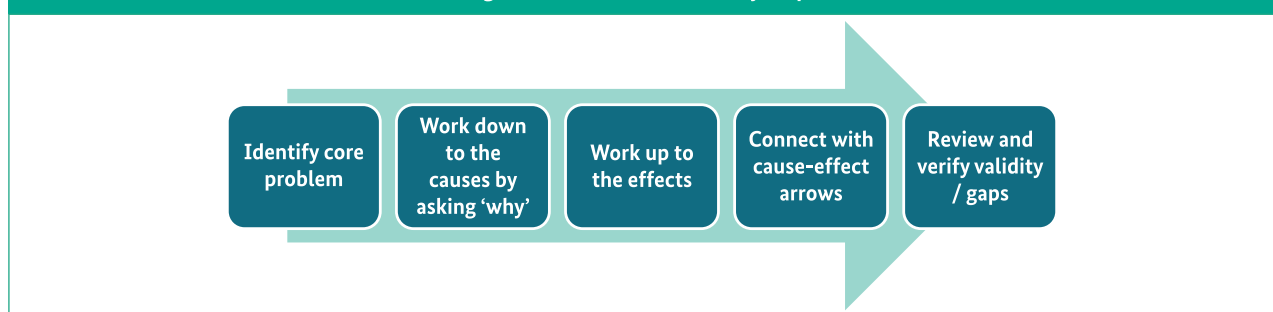 Identify core
problem
Work down
to the
causes by
asking ‘why’
Work up to
the effects
Connect with
cause-effect
arrows
Review and
verify validity
/ gaps